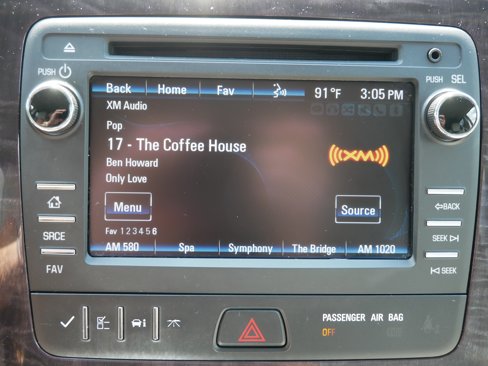 PUSH
PUSH SEL
Back Home Fav 91°F 3:05 PM
XM Audio
Pop
17 - The Coffee House
Ben Howard
Only Love
((XM))
Menu
Source
Fav 1 2 3 4 5 6
AM 580 Spa Symphony The Bridge AM 1020
SRCE
FAV
BACK
SEEK
SEEK
PASSENGER AIR BAG
OFF